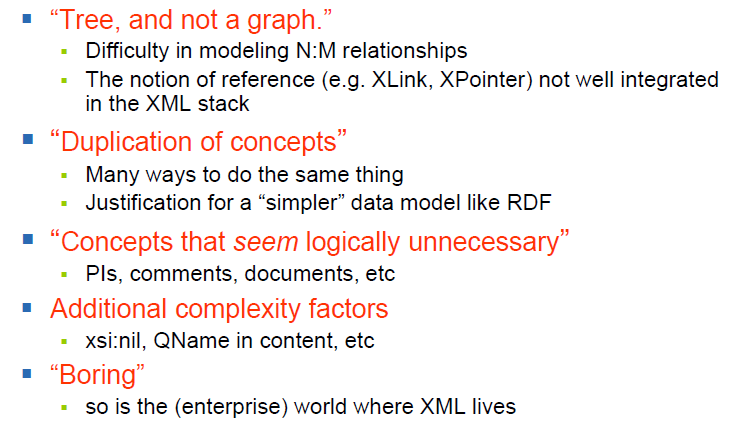 “Tree, and not a graph.”
Difficulty in modeling N:M relationships
The notion of reference (e.g. XLink, XPointer) not well integrated
in the XML stack
“Duplication of concepts”
Many ways to do the same thing
Justification for a “simpler” data model like RDF
“Concepts that seem logically unnecessary”
PIs, comments, documents, etc
Additional complexity factors
xsi:nil, QName in content, etc
“Boring”
so is the (enterprise) world where XML lives